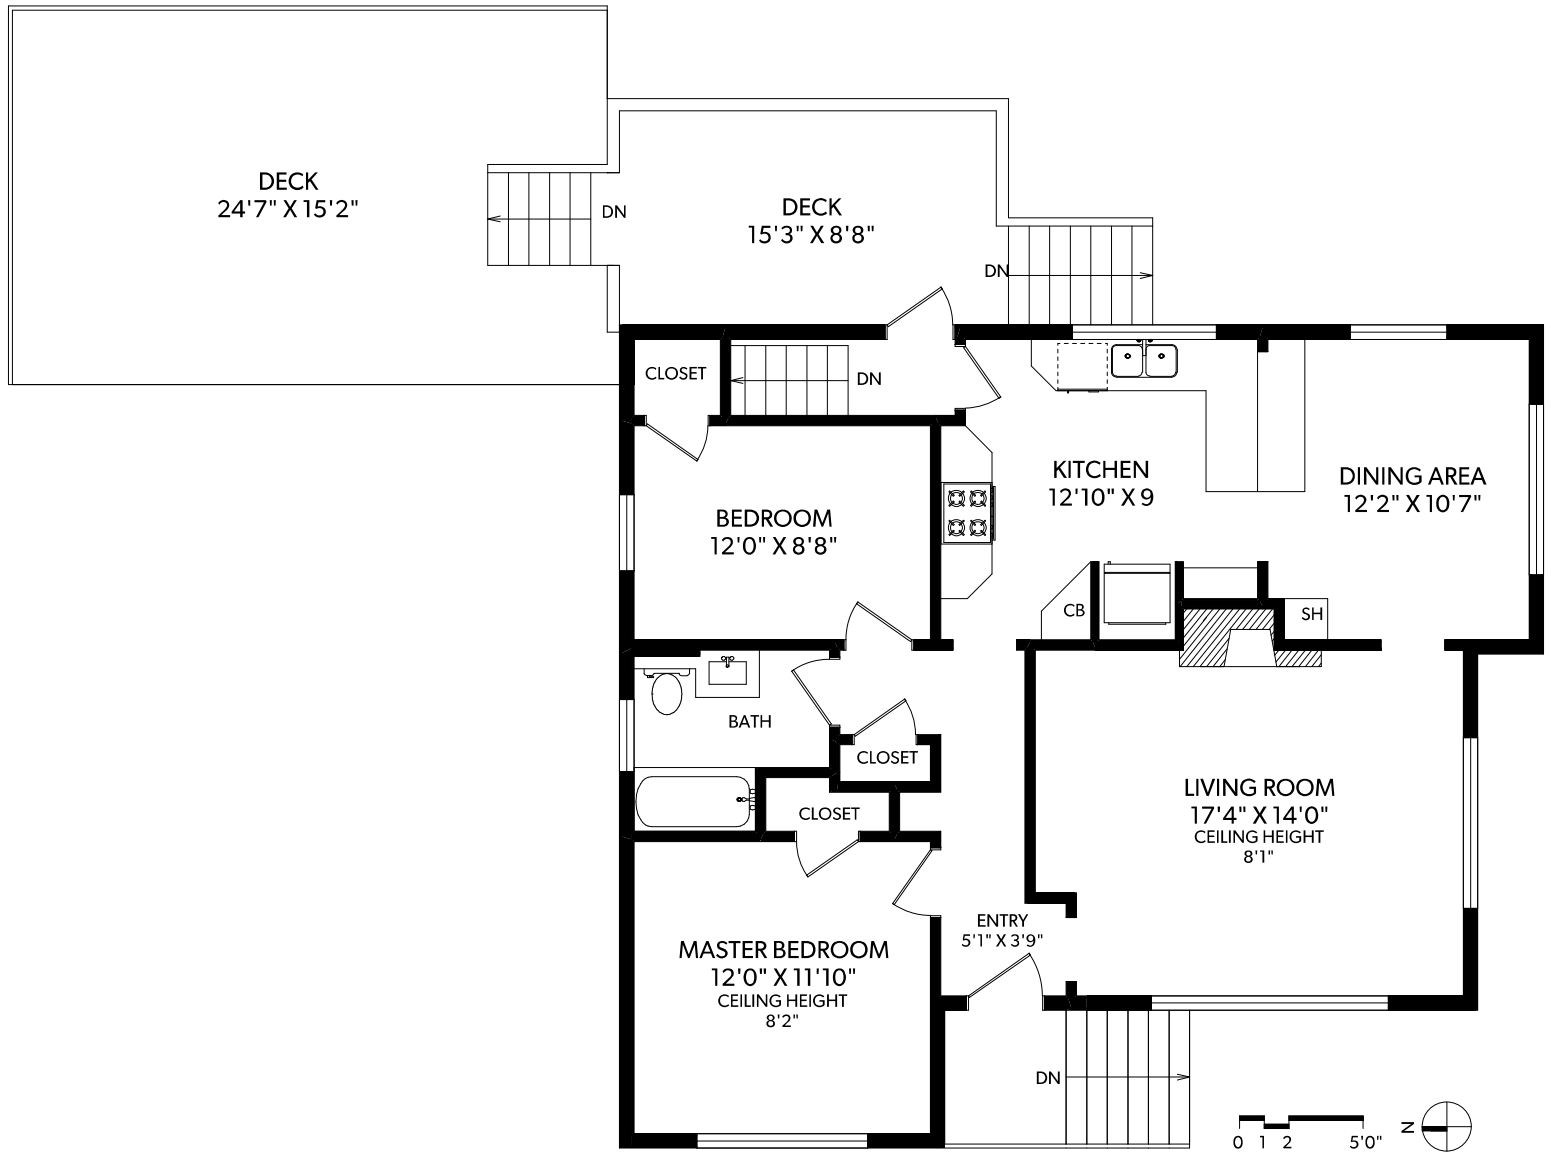 DECK
24'7" X 15'2"
DN
DECK
15'3" X 8'8"
DN
CLOSET
DN
KITCHEN
12'10" X 9
DINING AREA
12'2" X 10'7"
BEDROOM
12'0" X 8'8"
CB
SH
BATH
CLOSET
CLOSET
LIVING ROOM
17'4" X 14'0"
CEILING HEIGHT
8'1"
ENTRY
5'1" X 3'9"
MASTER BEDROOM
12'0" X 11'10"
CEILING HEIGHT
8'2"
DN
0 1 2 5'0"
N